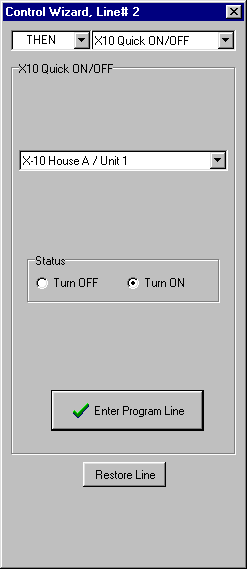 Control Wizard, Line# 2
THEN X10 Quick ON/OFF
X10 Quick ON/OFF
X-10 House A / Unit 1
Status
Turn OFF Turn ON
Enter Program Line
Restore Line